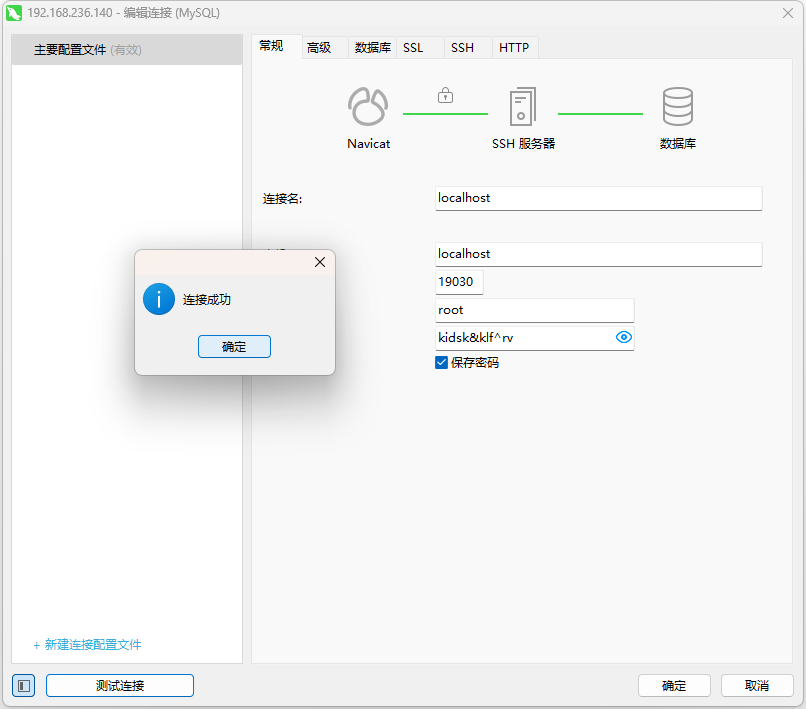 192.168.236.140 - 编辑连接 (MySQL)
主要配置文件 (有效)
常规 高级 数据库 SSL SSH HTTP
Navicat SSH 服务器 数据库
连接名: localhost
localhost
19030
root
kidsk&klf^rv
保存密码
连接成功
确定
+ 新建连接配置文件
测试连接 确定 取消